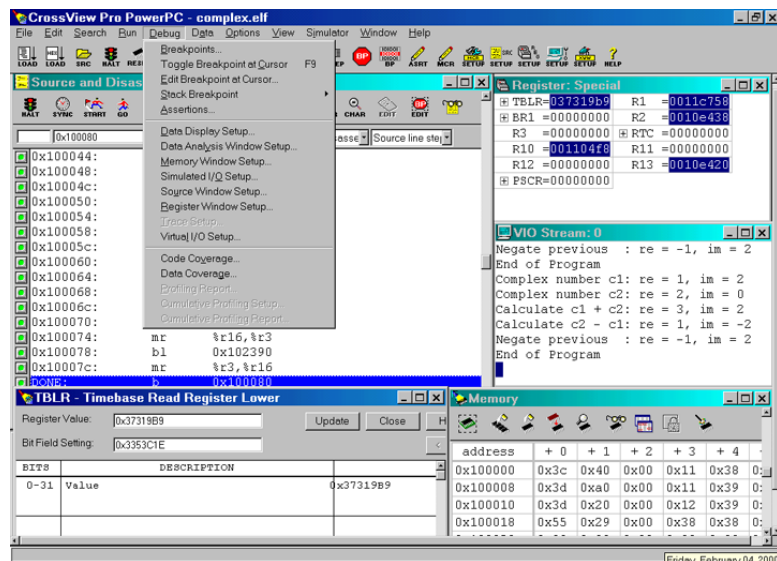 CrossView Pro PowerPC - complex.elf
File Edit Search Run Debug Data Options View Simulator Window Help
LOAD LOAD SRC HALT BP ASRT MCR SETUP SETUP SETUP SETUP SETUP HELP
Breakpoints...
Toggle Breakpoint at Cursor F9
Edit Breakpoint at Cursor...
Stack Breakpoint
Assertions...
Data Display Setup...
Data Analysis Window Setup...
Memory Window Setup...
Simulated I/O Setup...
Source Window Setup...
Register Window Setup...
Trace Setup...
Virtual I/O Setup...
Code Coverage...
Data Coverage...
Profiling Report...
Cumulative Profiling Setup...
Cumulative Profiling Report...
Source and Disas
HALT SYNC START GO CHAR EDIT EDIT
0x100080 Source line step
0x100044:
0x100048:
0x10004c:
0x100050:
0x100054:
0x100058:
0x10005c:
0x100060:
0x100064:
0x100068:
0x10006c:
0x100070:
0x100074: mr %r16,%r3
0x100078: bl 0x102390
0x10007c: mr %r3,%r16
DONE: b 0x100080
Register: Special
TBLR=037319b9 R1 =0011c758
BR1 =00000000 R2 =0010e438
R3 =00000000 RTC =00000000
R10 =001104f8 R11 =00000000
R12 =00000000 R13 =0010e420
PSCR=00000000
VIO Stream: 0
Negate previous : re = -1, im = 2
End of Program
Complex number c1: re = 1, im = 2
Complex number c2: re = 2, im = 0
Calculate c1 + c2: re = 3, im = 2
Calculate c2 - c1: re = 1, im = -2
Negate previous : re = -1, im = 2
End of Program
TBLR - Timebase Read Register Lower
Register Value: 0x37319B9 Update Close H
Bit Field Setting: 0x3353C1E
BITS DESCRIPTION
0-31 Value 0x37319B9
Memory
address + 0 + 1 + 2 + 3 + 4
0x100000 0x3c 0x40 0x00 0x11 0x38
0x100008 0x3d 0xa0 0x00 0x11 0x39
0x100010 0x3d 0x20 0x00 0x12 0x39
0x100018 0x55 0x29 0x00 0x38 0x38
Friday, February 04, 2000